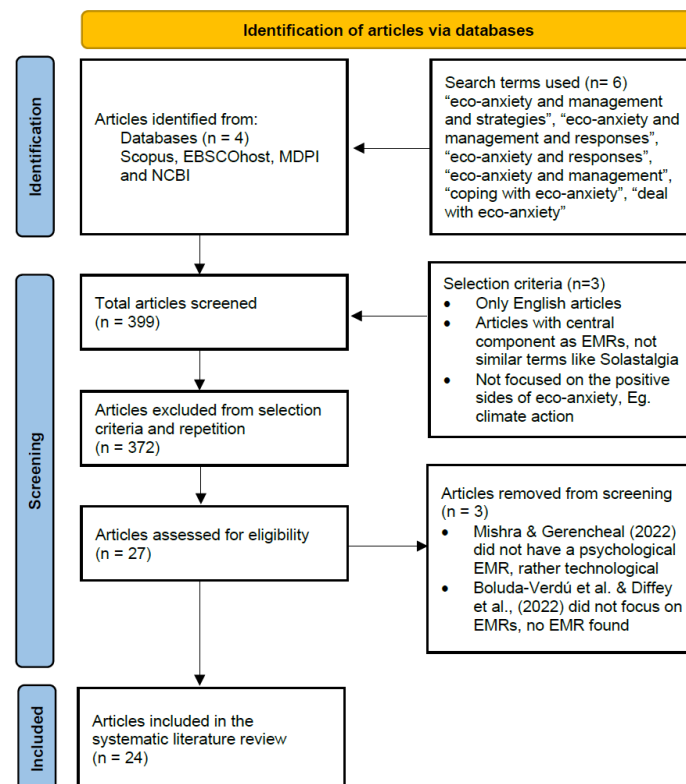 Identification of articles via databases
Identification
Articles identified from:
Databases (n = 4)
Scopus, EBSCOhost, MDPI
and NCBI
Search terms used (n= 6)
“eco-anxiety and management
and strategies”, “eco-anxiety and
management and responses”,
“eco-anxiety and responses”,
“eco-anxiety and management”,
“coping with eco-anxiety”, “deal
with eco-anxiety”
Screening
Total articles screened
(n = 399)
Selection criteria (n=3)
• Only English articles
• Articles with central
component as EMRs, not
similar terms like Solastalgia
• Not focused on the positive
sides of eco-anxiety, Eg.
climate action
Articles excluded from selection
criteria and repetition
(n = 372)
Articles assessed for eligibility
(n = 27)
Articles removed from screening
(n = 3)
• Mishra & Gerencheal (2022)
did not have a psychological
EMR, rather technological
• Boluda-Verdú et al. & Diffey
et al., (2022) did not focus on
EMRs, no EMR found
Included
Articles included in the
systematic literature review
(n = 24)